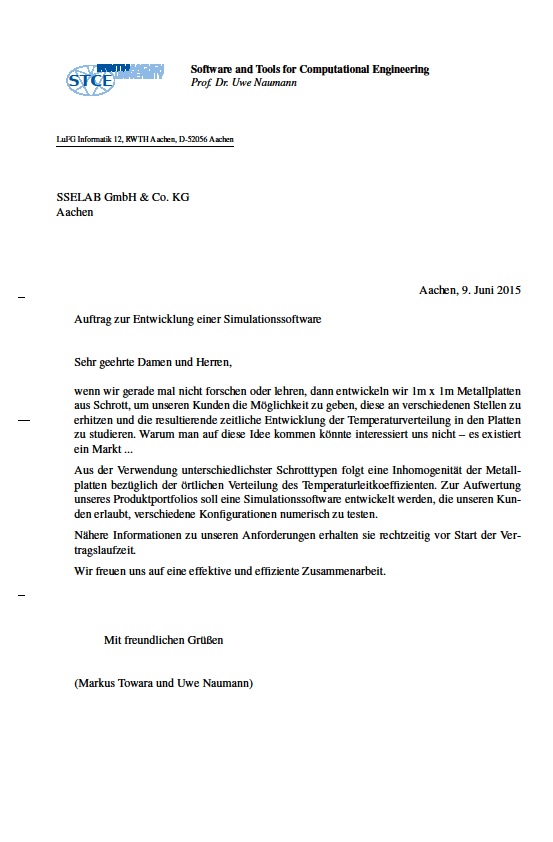 STCE
RWTH AACHEN
UNIVERSITY
Software and Tools for Computational Engineering
Prof. Dr. Uwe Naumann
LuFG Informatik 12, RWTH Aachen, D-52056 Aachen
SSELAB GmbH & Co. KG
Aachen
Aachen, 9. Juni 2015
Auftrag zur Entwicklung einer Simulationssoftware
Sehr geehrte Damen und Herren,
wenn wir gerade mal nicht forschen oder lehren, dann entwickeln wir 1m x 1m Metallplatten
aus Schrott, um unseren Kunden die Möglichkeit zu geben, diese an verschiedenen Stellen zu
erhitzen und die resultierende zeitliche Entwicklung der Temperaturverteilung in den Platten
zu studieren. Warum man auf diese Idee kommen könnte interessiert uns nicht – es existiert
ein Markt ...
Aus der Verwendung unterschiedlichster Schrotttypen folgt eine Inhomogenität der Metall-
platten bezüglich der örtlichen Verteilung des Temperaturleitkoeffizienten. Zur Aufwertung
unseres Produktportfolios soll eine Simulationssoftware entwickelt werden, die unseren Kun-
den erlaubt, verschiedene Konfigurationen numerisch zu testen.
Nähere Informationen zu unseren Anforderungen erhalten sie rechtzeitig vor Start der Ver-
tragslaufzeit.
Wir freuen uns auf eine effektive und effiziente Zusammenarbeit.
Mit freundlichen Grüßen
(Markus Towara und Uwe Naumann)